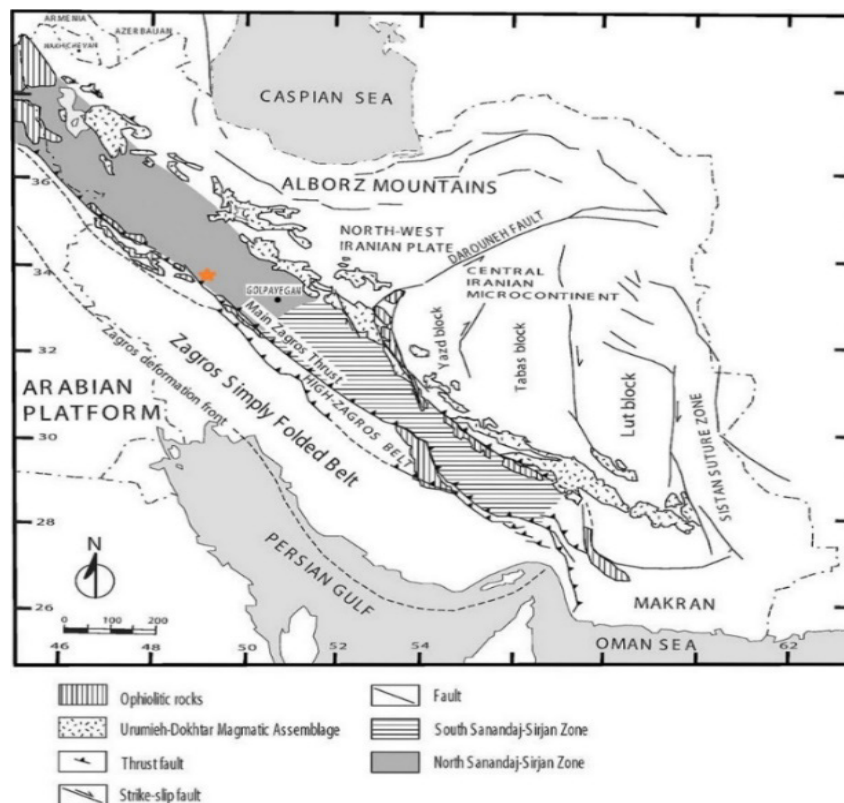 ARMENIA
AZERBAIJAN
NAKHICHEVAN
CASPIAN SEA
36
ALBORZ MOUNTAINS
NORTH-WEST
IRANIAN PLATE
DAROUNEH FAULT
34
GOLPAYEGAN
CENTRAL
IRANIAN
MICROCONTINENT
Main Zagros Thrust
Yazd block
Tabas block
Lut block
32
Zagros deformation front
Zagros Simply Folded Belt
HIGH-ZAGROS BELT
ARABIAN
PLATFORM
30
SISTAN SUTURE ZONE
28
N
PERSIAN GULF
26
MAKRAN
0 100 200
OMAN SEA
46 48 50 52 54 62
Ophiolitic rocks
Fault
Urumieh-Dokhtar Magmatic Assemblage
South Sanandaj-Sirjan Zone
Thrust fault
North Sanandaj-Sirjan Zone
Strike-slip fault